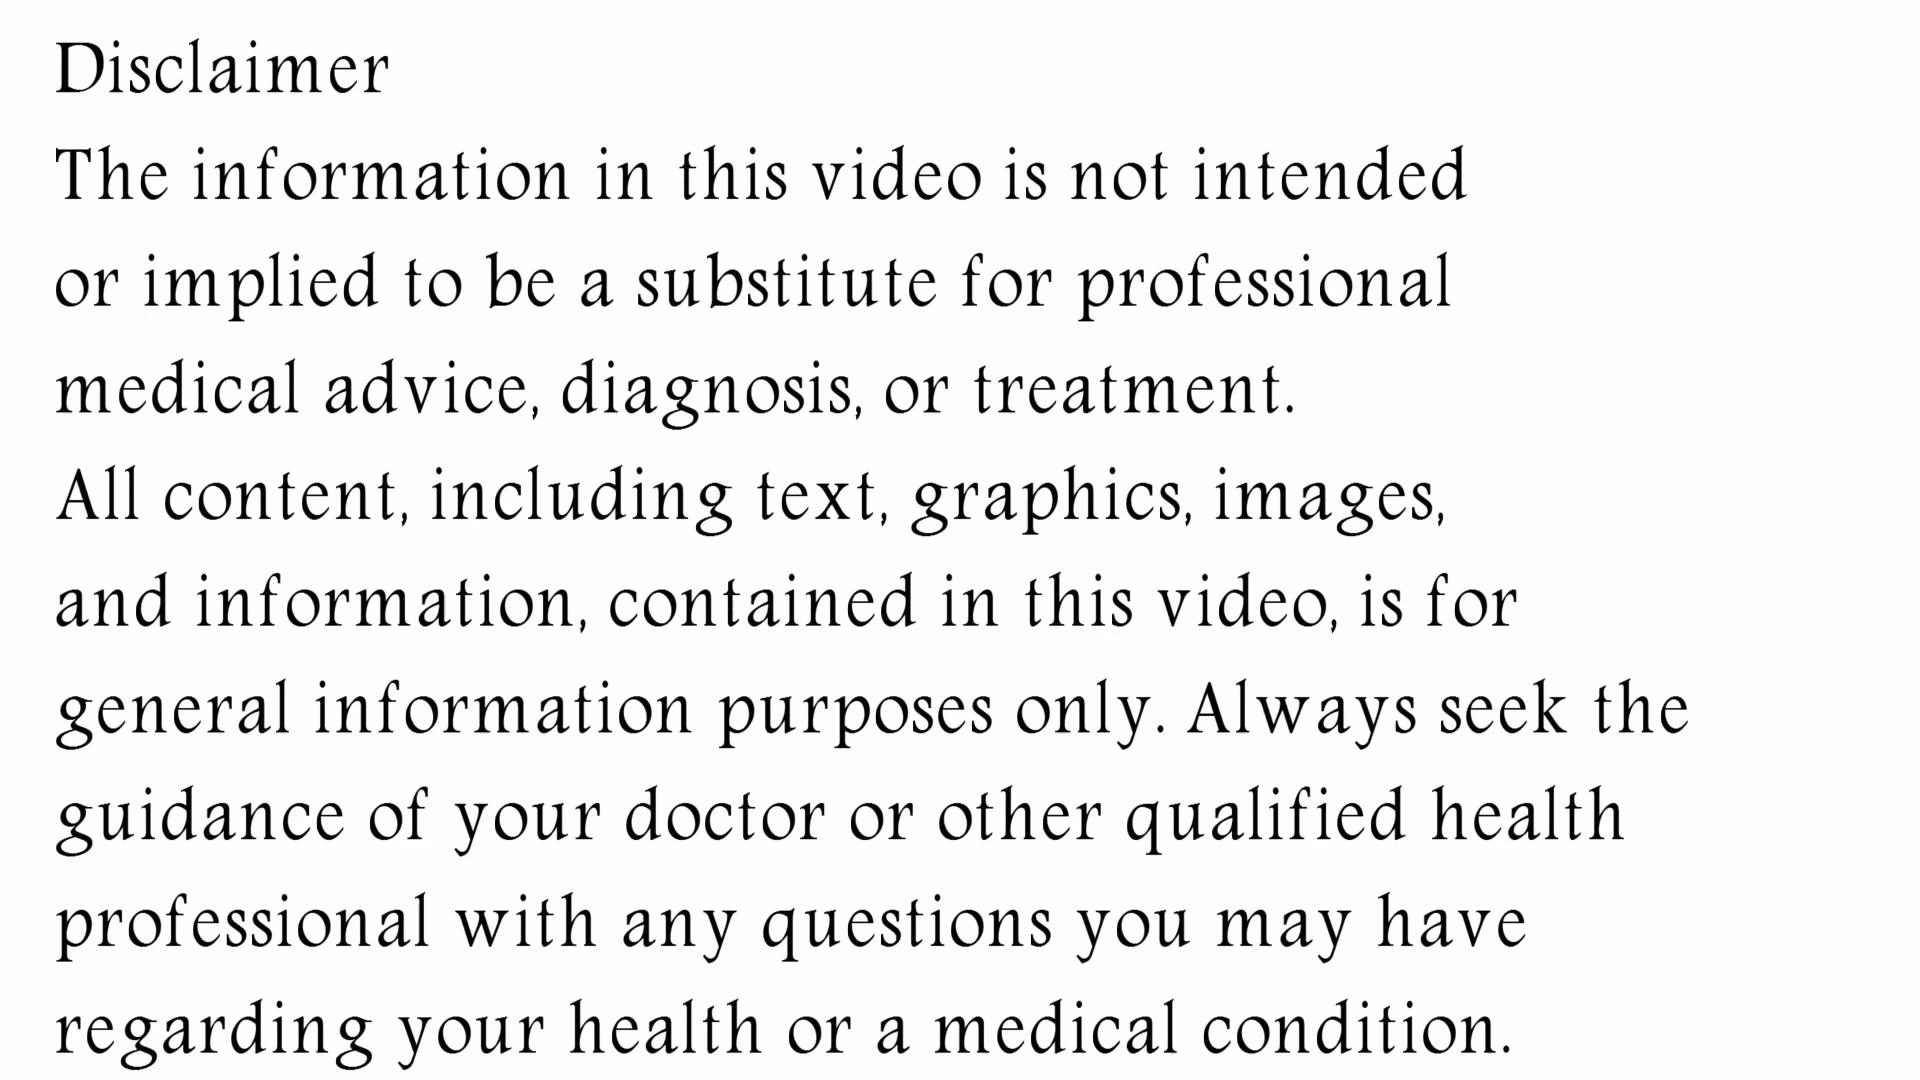 Disclaimer
The information in this video is not intended
or implied to be a substitute for professional
medical advice, diagnosis, or treatment.
All content, including text, graphics, images,
and information, contained in this video, is for
general information purposes only. Always seek the
guidance of your doctor or other qualified health
professional with any questions you may have
regarding your health or a medical condition.